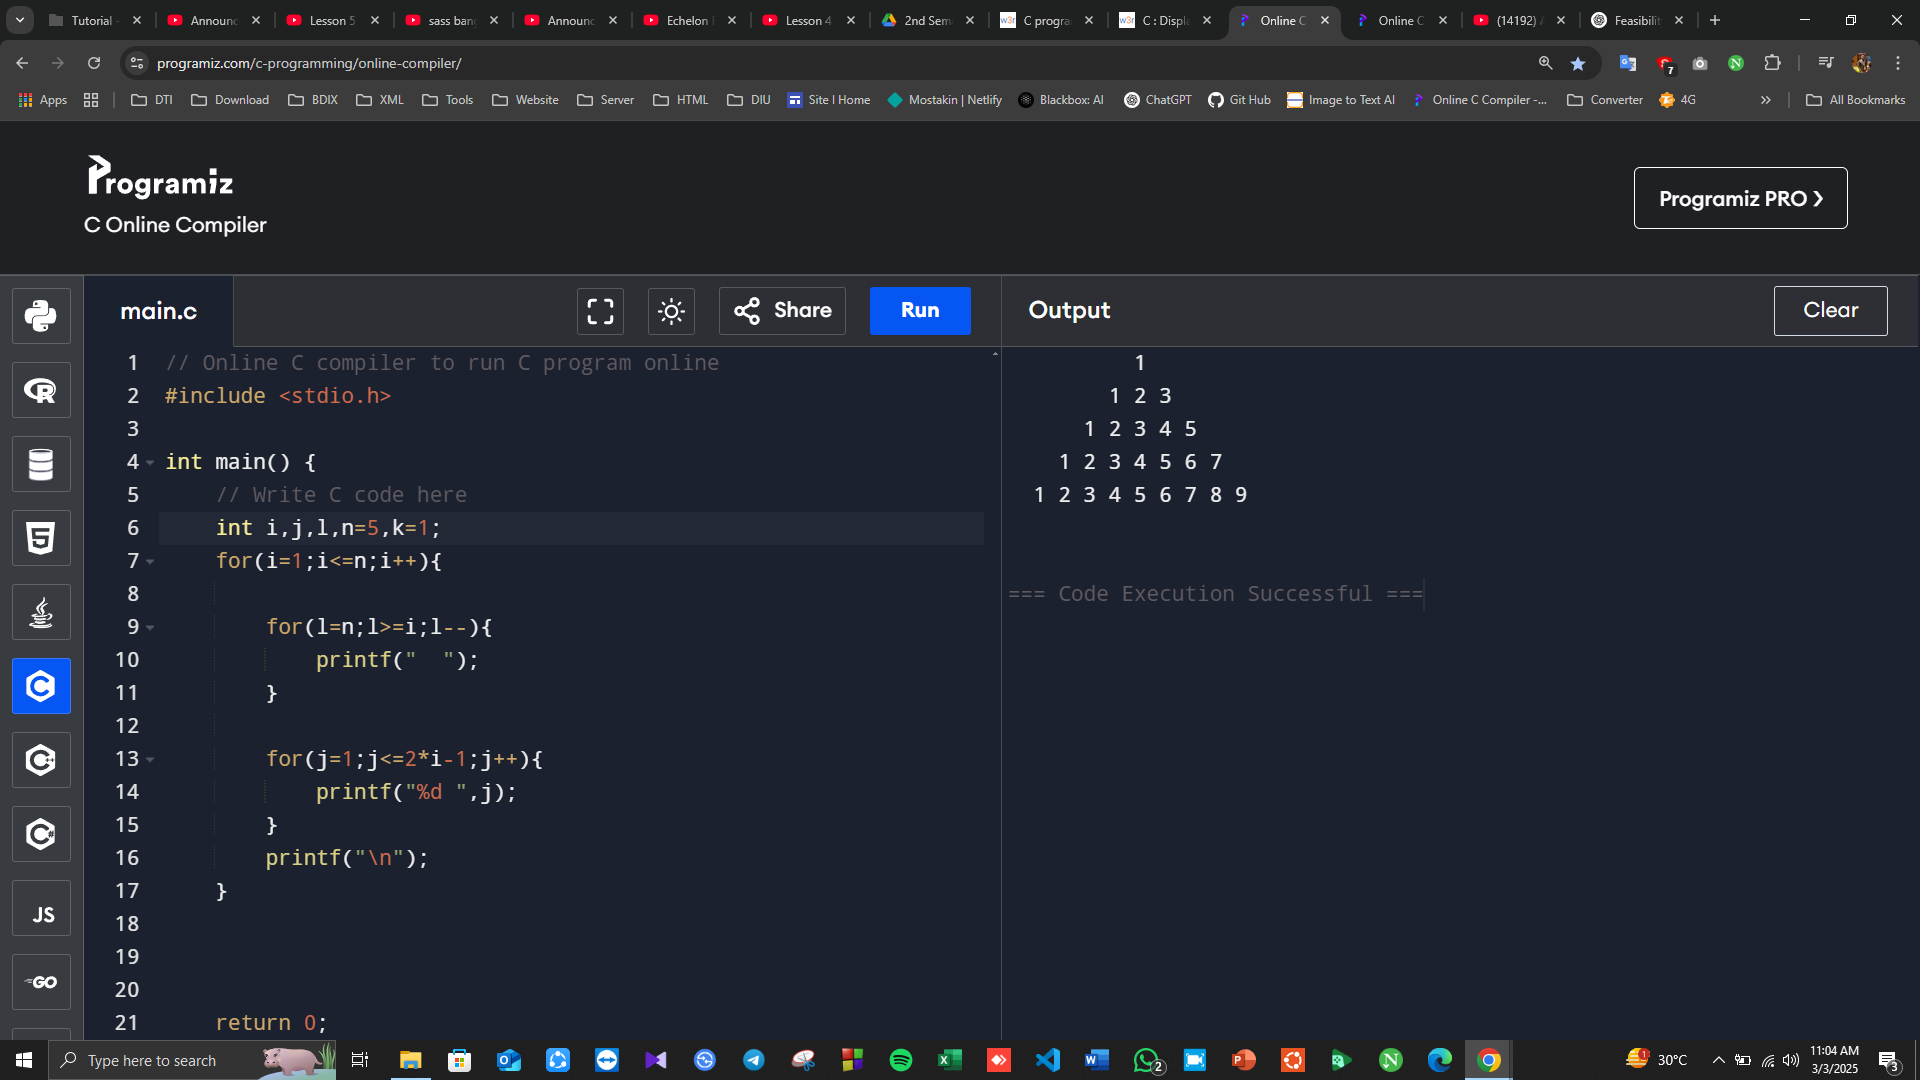 Tutorial
Announc
Lesson 5
sass ban
Announc
Echelon
Lesson 4
2nd Sem
C progra
C : Displa
Online C
Online C
(14192)
Feasibilit
programiz.com/c-programming/online-compiler/
7
Apps
DTI
Download
BDIX
XML
Tools
Website
Server
HTML
DIU
Site I Home
Mostakin | Netlify
Blackbox: AI
ChatGPT
Git Hub
Image to Text AI
Online C Compiler -...
Converter
4G
All Bookmarks
Programiz
C Online Compiler
Programiz PRO
main.c
Share
Run
Output
Clear
1 // Online C compiler to run C program online
2 #include <stdio.h>
3
4 int main() {
5 // Write C code here
6 int i,j,l,n=5,k=1;
7 for(i=1;i<=n;i++){
8
9 for(l=n;l>=i;l--){
10 printf("  ");
11 }
12
13 for(j=1;j<=2*i-1;j++){
14 printf("%d ",j);
15 }
16 printf("\n");
17 }
18
19
20
21 return 0;
1
1 2 3
1 2 3 4 5
1 2 3 4 5 6 7
1 2 3 4 5 6 7 8 9
=== Code Execution Successful ===
JS
GO
Type here to search
2
30°C
11:04 AM
3/3/2025
3